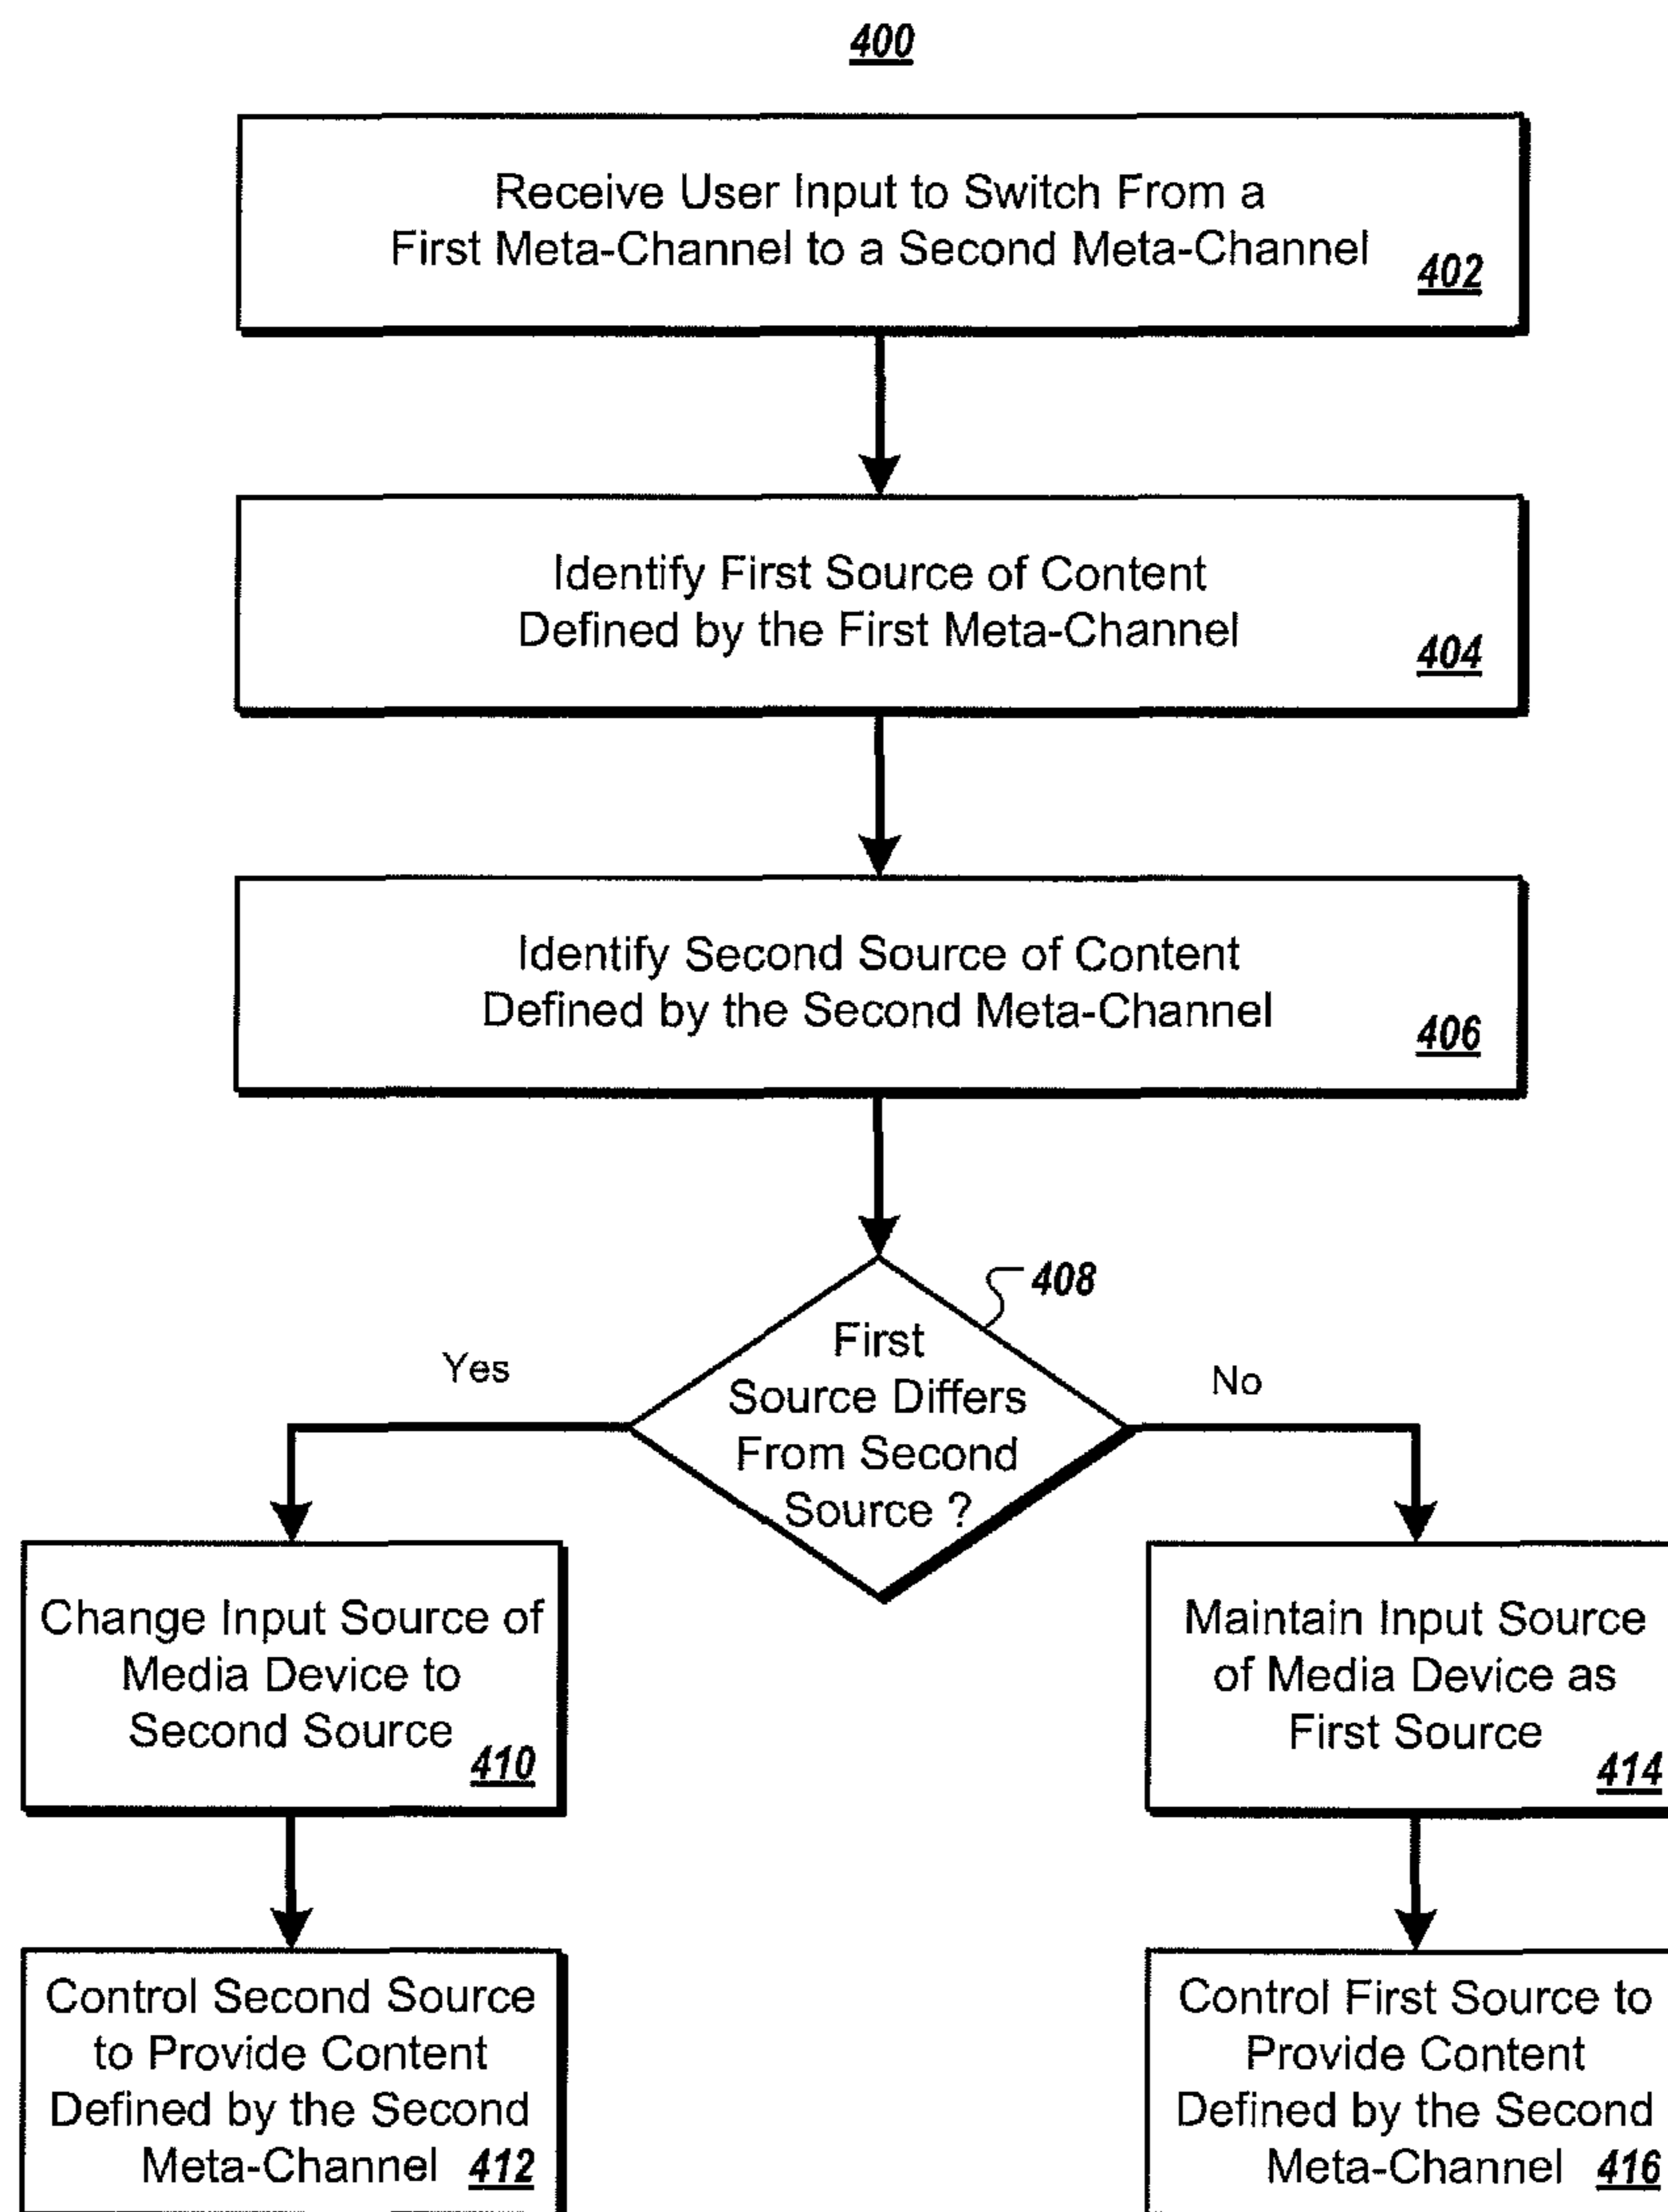 400
Receive User Input to Switch From a
First Meta-Channel to a Second Meta-Channel
402
Identify First Source of Content
Defined by the First Meta-Channel
404
Identify Second Source of Content
Defined by the Second Meta-Channel
406
408
First
Source Differs
From Second
Source ?
Yes
No
Change Input Source of
Media Device to
Second Source
410
Maintain Input Source
of Media Device as
First Source
414
Control Second Source
to Provide Content
Defined by the Second
Meta-Channel 412
Control First Source to
Provide Content
Defined by the Second
Meta-Channel 416